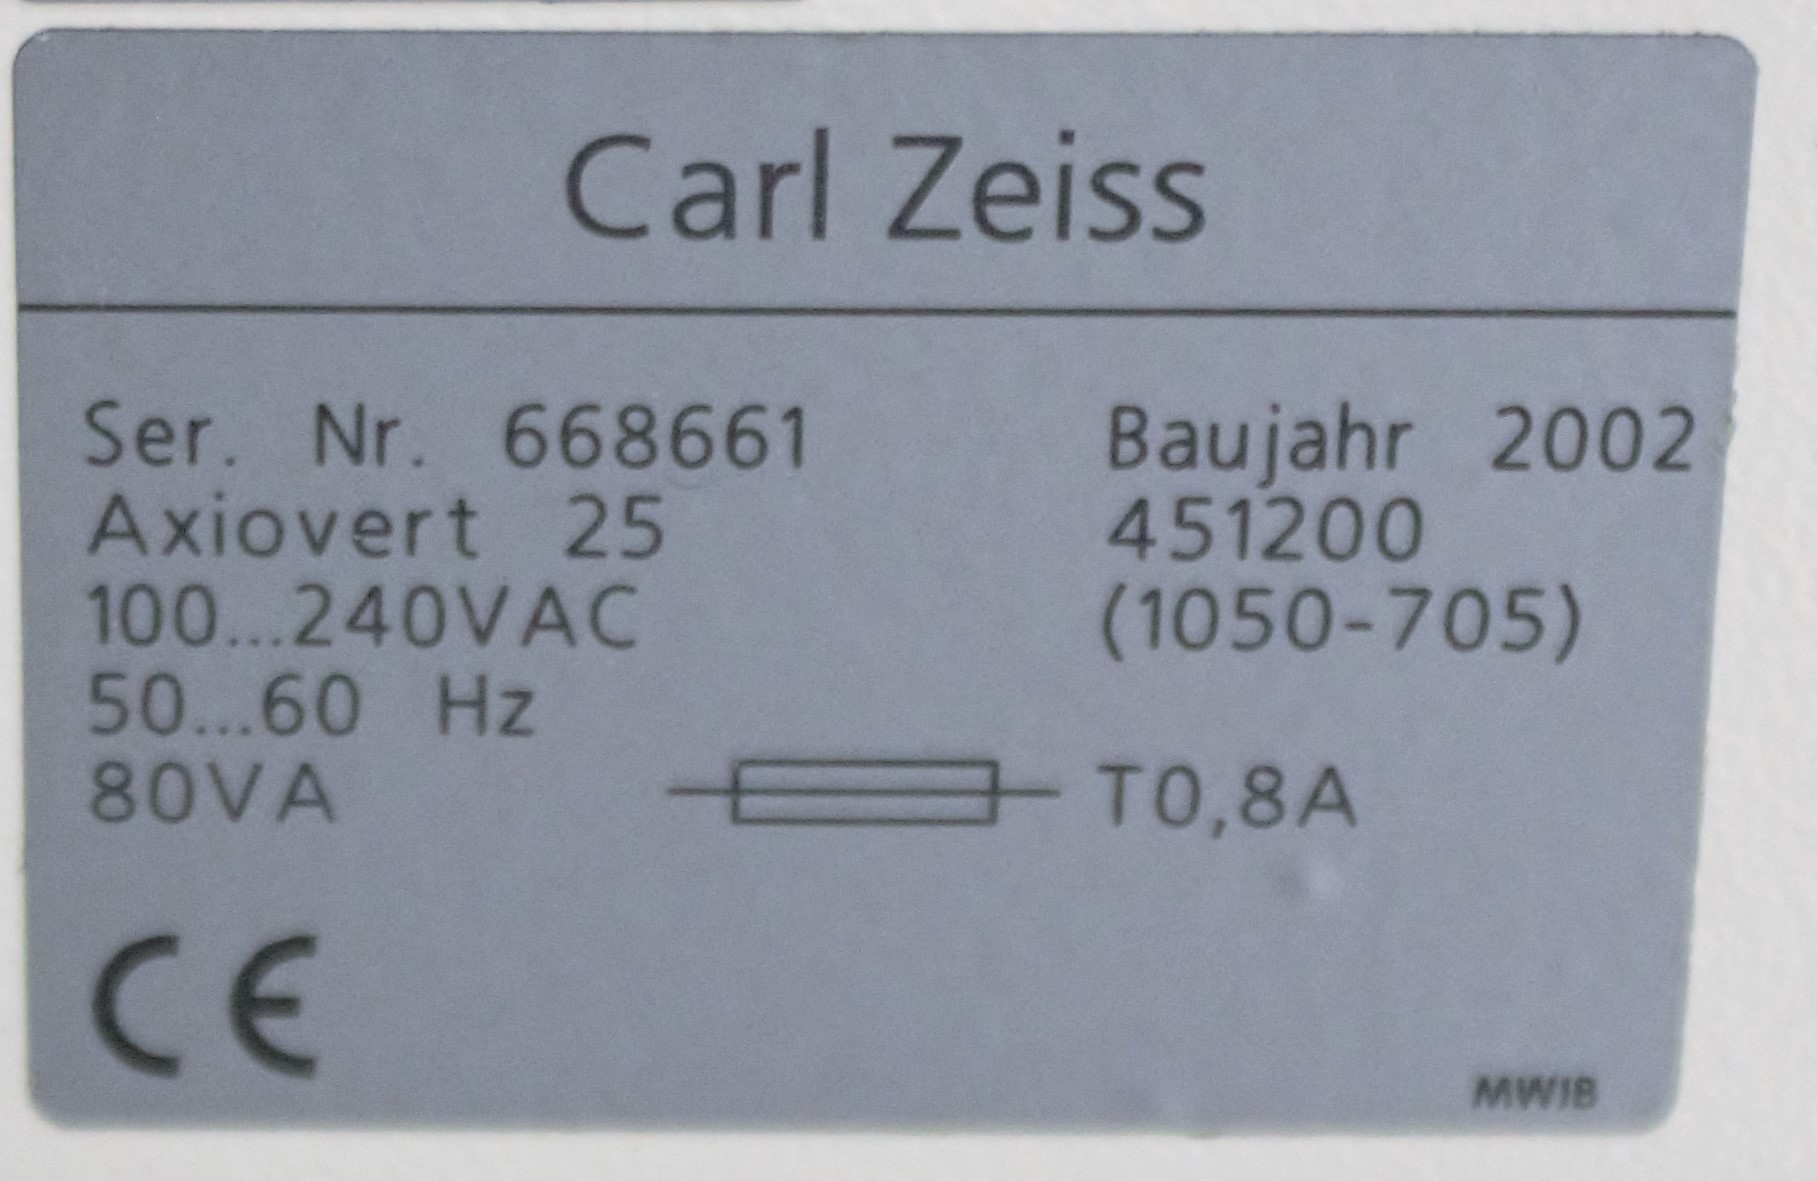 Carl Zeiss
Ser. Nr. 668661 Baujahr 2002
Axiovert 25 451200
100...240VAC (1050-705)
50...60 Hz
80VA T0,8A
CE
MWIB